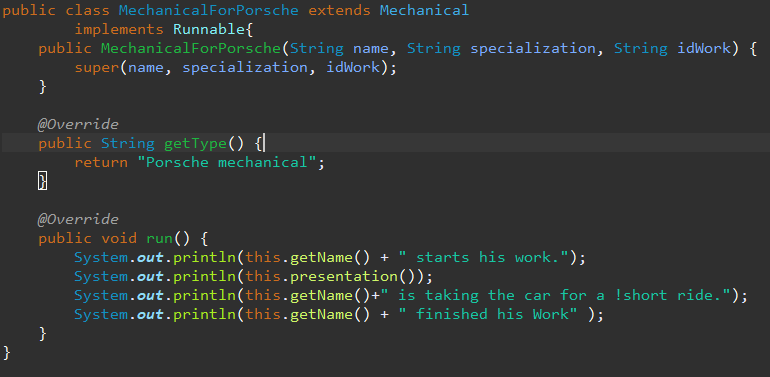 public class MechanicalForPorsche extends Mechanical
        implements Runnable{
    public MechanicalForPorsche(String name, String specialization, String idWork) {
        super(name, specialization, idWork);
    }

    @Override
    public String getType() {
        return "Porsche mechanical";
    }

    @Override
    public void run() {
        System.out.println(this.getName() + " starts his work.");
        System.out.println(this.presentation());
        System.out.println(this.getName()+" is taking the car for a !short ride.");
        System.out.println(this.getName() + " finished his Work" );
    }
}